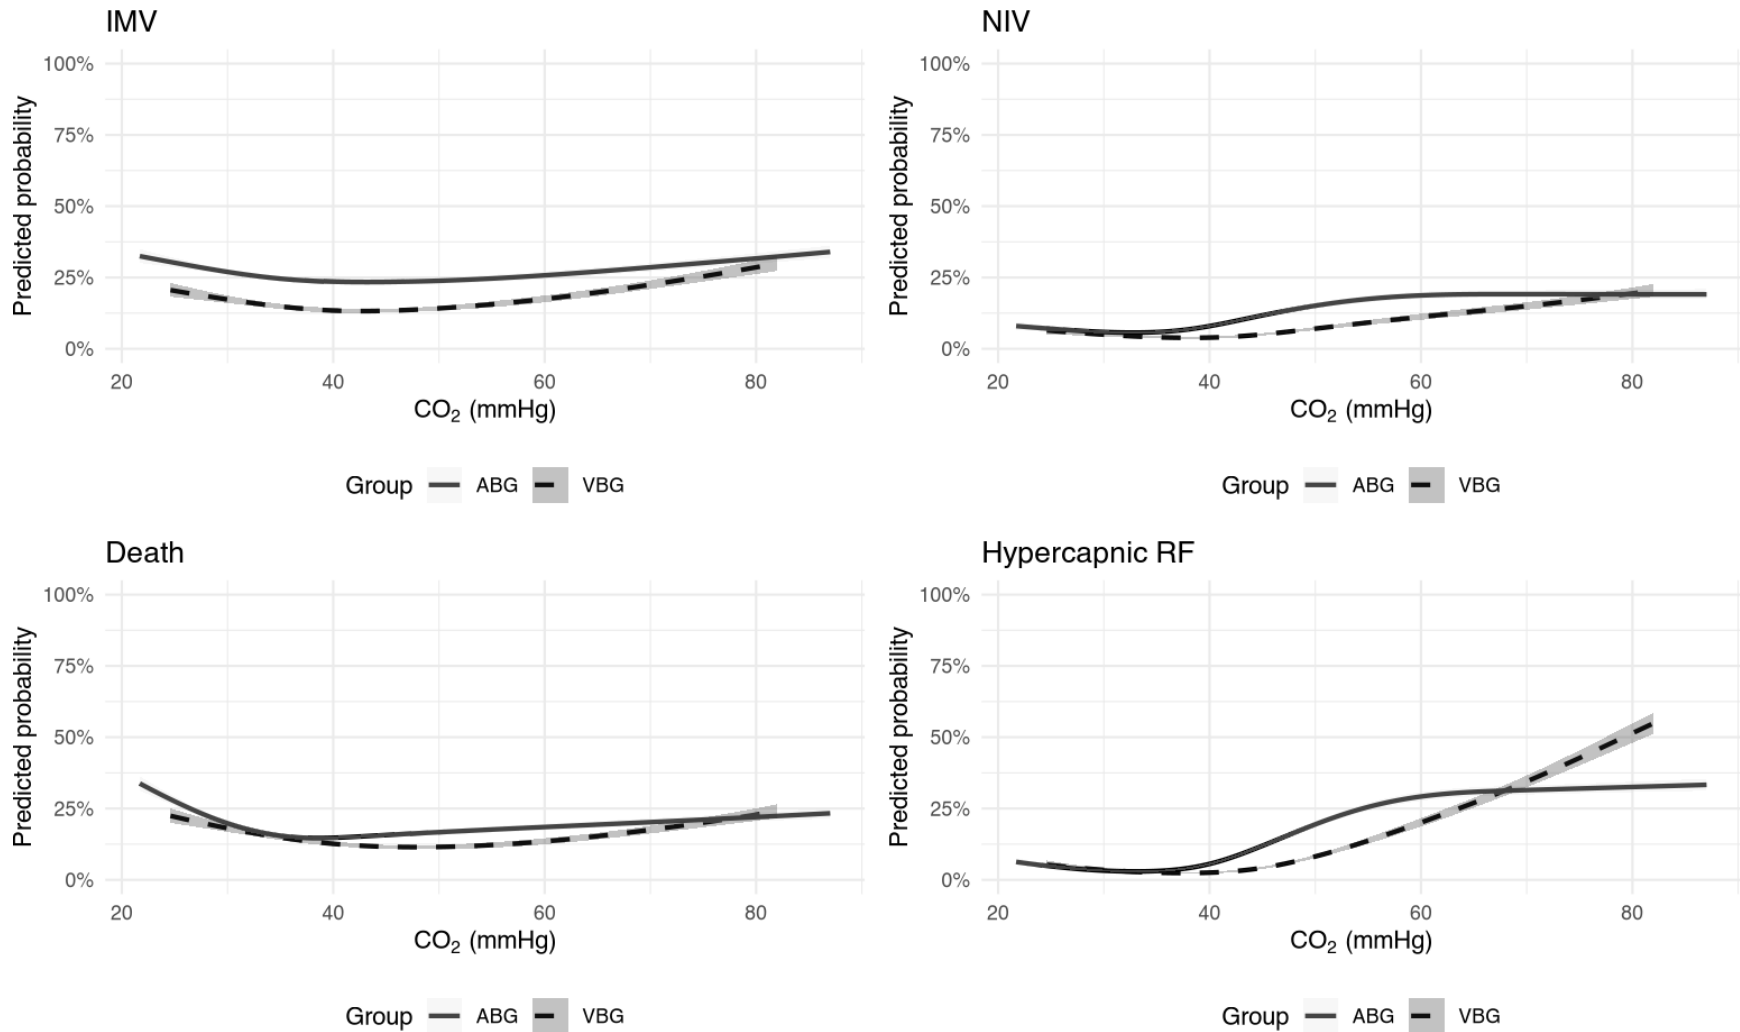 IMV
Predicted probability
100%
75%
50%
25%
0%
20 40 60 80
CO₂ (mmHg)
Group ABG VBG
NIV
Predicted probability
100%
75%
50%
25%
0%
20 40 60 80
CO₂ (mmHg)
Group ABG VBG
Death
Predicted probability
100%
75%
50%
25%
0%
20 40 60 80
CO₂ (mmHg)
Group ABG VBG
Hypercapnic RF
Predicted probability
100%
75%
50%
25%
0%
20 40 60 80
CO₂ (mmHg)
Group ABG VBG